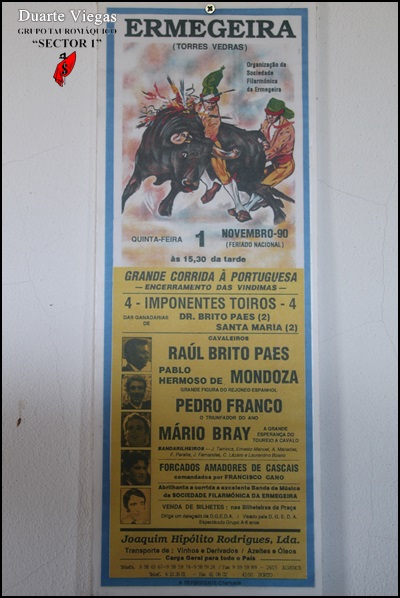 Duarte Viegas
GRUPO TAUROMÁQUICO
“SECTOR 1”
ERMEGEIRA
(TORRES VEDRAS)
Organização da
Sociedade
Filarmónica
da Ermegeira
QUINTA-FEIRA 1 NOVEMBRO-90
(FERIADO NACIONAL)
às 15,30 da tarde
GRANDE CORRIDA À PORTUGUESA
— ENCERRAMENTO DAS VINDIMAS —
4 - IMPONENTES TOIROS - 4
DAS GANADARIAS DE
DR. BRITO PAES (2)
SANTA MARIA (2)
CAVALEIROS
RAÚL BRITO PAES
PABLO HERMOSO DE MENDOZA
GRANDE FIGURA DO REJONEO ESPANHOL
PEDRO FRANCO
O TRIUNFADOR DO ANO
MÁRIO BRAY
A GRANDE ESPERANÇA DO TOUREIO A CAVALO
BANDARILHEIROS
FORCADOS AMADORES DE CASCAIS
comandados por FRANCISCO CANO
Abrilhanta a corrida a excelente Banda de Música
da SOCIEDADE FILARMÓNICA DA ERMEGEIRA
VENDA DE BILHETES: nas Bilheteiras da Praça
Joaquim Hipólito Rodrigues, Lda.
Transporte de: Vinhos e Derivados / Azeites e Óleos
Carga Geral para todo o País